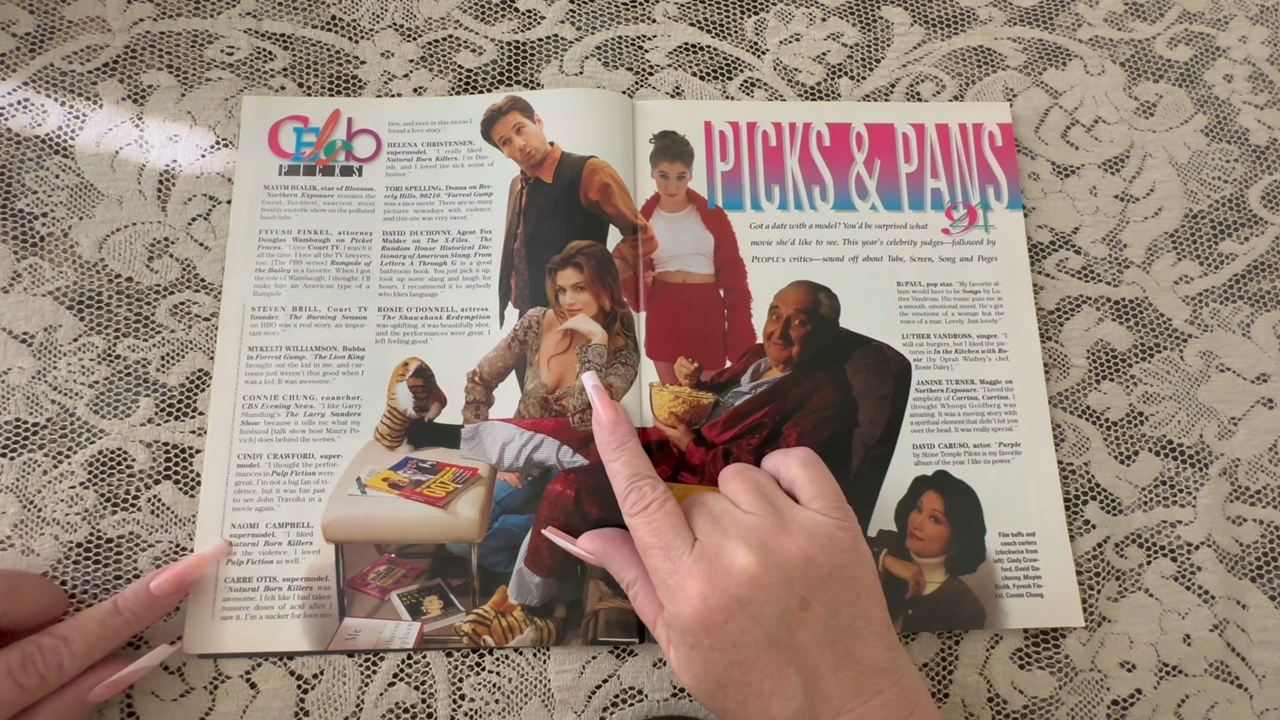 CELEb
PICKS
MAYIM BIALIK, star of Blossom.
"Northern Exposure remains the
finest, funniest, sauciest, most
freshly esoteric show on the polluted
boob tube."
FYVUSH FINKEL, attorney
Douglas Wambaugh on Picket
Fences. "I love Court TV. I watch it
all the time. I love all the TV lawyers,
too. [The PBS series] Rumpole of
the Bailey is a favorite. When I got
the role of Wambaugh, I thought, I'll
make him an American type of a
Rumpole."
STEVEN BRILL, Court TV
founder. "The Burning Season
on HBO was a real story, an impor-
tant story."
MYKELTI WILLIAMSON, Bubba
in Forrest Gump. "The Lion King
brought out the kid in me, and car-
toons just weren't that good when I
was a kid. It was awesome."
CONNIE CHUNG, coanchor,
CBS Evening News. "I like Garry
Shandling's The Larry Sanders
Show because it tells me what my
husband [talk show host Maury Po-
vich] does behind the scenes."
CINDY CRAWFORD, super-
model. "I thought the perfor-
mances in Pulp Fiction were
great. I'm not a big fan of vi-
olence, but it was fun just
to see John Travolta in a
movie again."
NAOMI CAMPBELL,
supermodel. "I liked
Natural Born Killers
for the violence. I loved
Pulp Fiction as well."
CARRE OTIS, supermodel.
"Natural Born Killers was
awesome. I felt like I had taken
massive doses of acid after I
saw it. I'm a sucker for love sto-
ries, and even in this movie I
found a love story."
HELENA CHRISTENSEN,
supermodel. "I really liked
Natural Born Killers. I'm Dan-
ish, and I loved the sick sense of
humor."
TORI SPELLING, Donna on Bev-
erly Hills, 90210. "Forrest Gump
was a nice movie. There are so many
pictures nowadays with violence,
and this one was very sweet."
DAVID DUCHOVNY, Agent Fox
Mulder on The X-Files. "The
Random House Historical Dic-
tionary of American Slang: From
Letters A Through G is a good
bathroom book. You just pick it up,
look up some slang and laugh for
hours. I recommend it to anybody
who likes language."
ROSIE O'DONNELL, actress.
"The Shawshank Redemption
was uplifting, it was beautifully shot,
and the performances were great. I
left feeling good."
007
Me
PICKS & PANS
94
Got a date with a model? You'd be surprised what
movie she'd like to see. This year's celebrity judges—followed by
PEOPLE's critics—sound off about Tube, Screen, Song and Pages
RUPAUL, pop star. "My favorite al-
bum would have to be Songs by Lu-
ther Vandross. His music puts me in
a smooth, emotional mood. He's got
the emotions of a woman but the
voice of a man. Lovely. Just lovely."
LUTHER VANDROSS, singer. "I
still eat burgers, but I liked the pic-
tures in In the Kitchen with Ro-
sie [by Oprah Winfrey's chef,
Rosie Daley]."
JANINE TURNER, Maggie on
Northern Exposure. "I loved the
simplicity of Corrina, Corrina. I
thought Whoopi Goldberg was
amazing. It was a moving story with
a spiritual element that didn't hit you
over the head. It was really special."
DAVID CARUSO, actor. "Purple
by Stone Temple Pilots is my favorite
album of the year. I like its power."
Film buffs and
couch curlers
(clockwise from
left): Cindy Craw-
ford, David Du-
chovny, Mayim
Bialik, Fyvush Fin-
kel, Connie Chung.